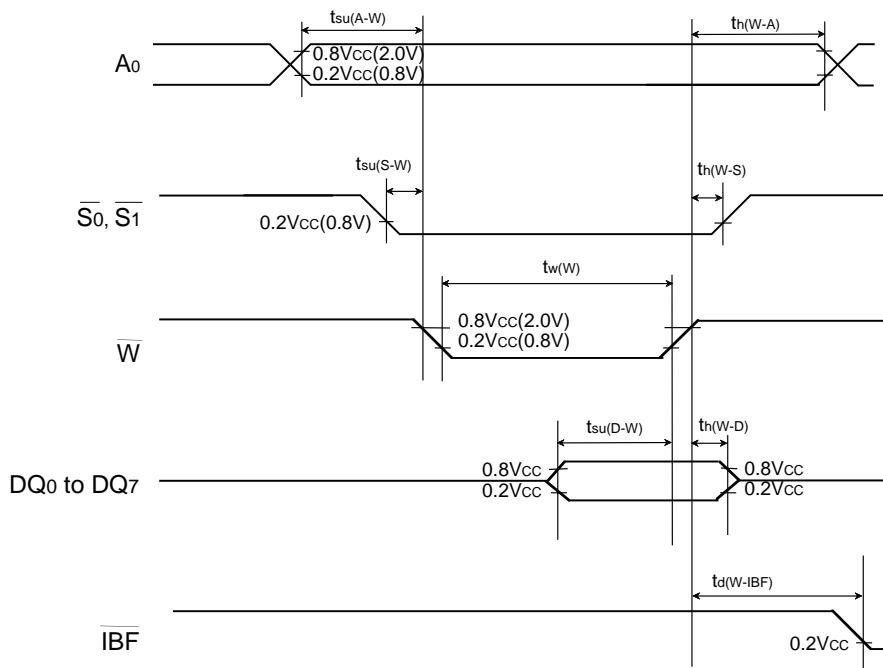 tsu(A-W)
th(W-A)
A0
0.8VCC(2.0V)
0.2VCC(0.8V)
tsu(S-W)
th(W-S)
S0, S1
0.2VCC(0.8V)
tw(W)
W
0.8VCC(2.0V)
0.2VCC(0.8V)
tsu(D-W)
th(W-D)
DQ0 to DQ7
0.8VCC
0.8VCC
0.2VCC
0.2VCC
td(W-IBF)
IBF
0.2VCC